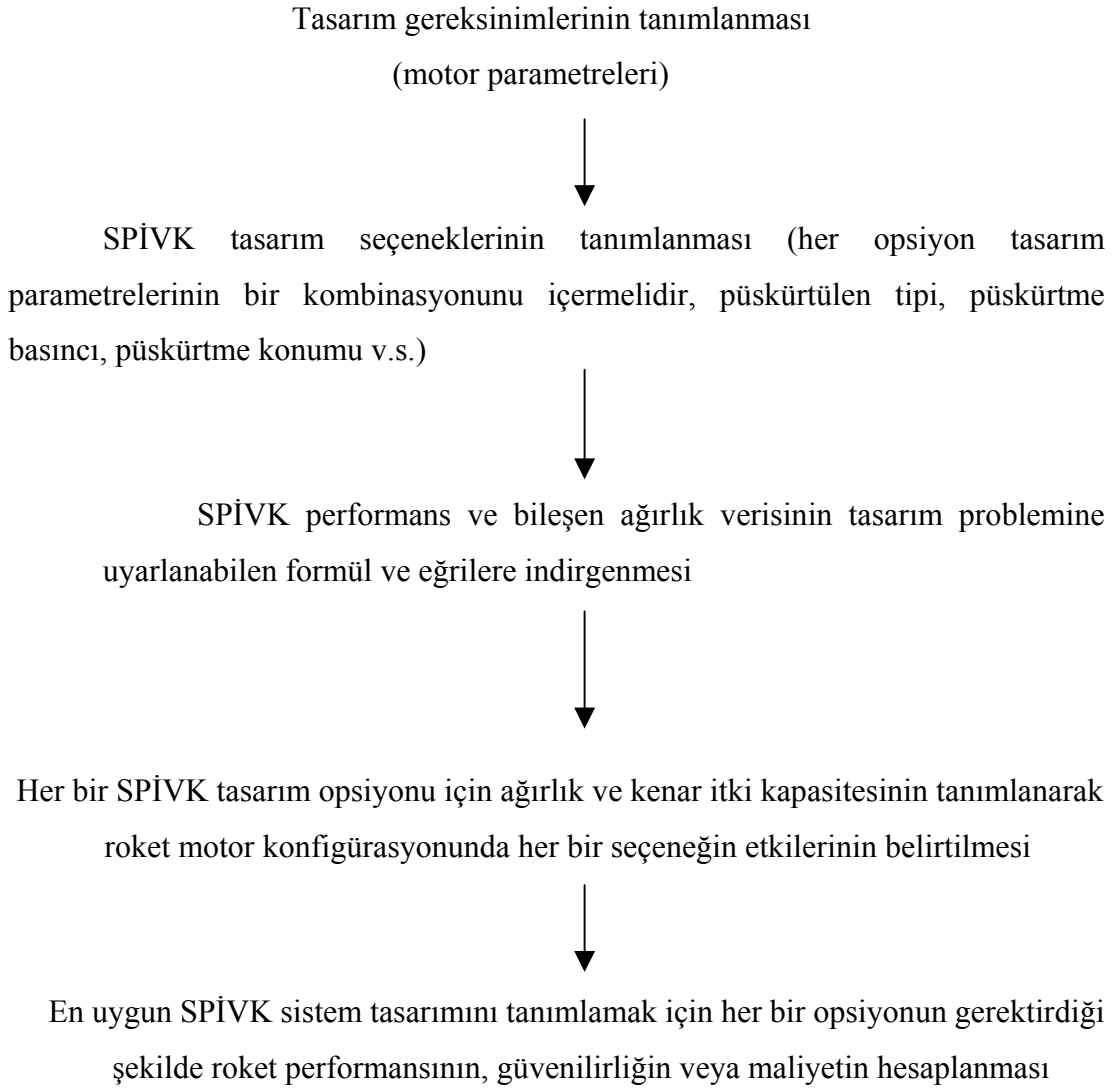 Tasarım gereksinimlerinin tanımlanması
(motor parametreleri)
SPİVK tasarım seçeneklerinin tanımlanması (her opsiyon tasarım
parametrelerinin bir kombinasyonunu içermelidir, püskürtülen tipi, püskürtme
basıncı, püskürtme konumu v.s.)
SPİVK performans ve bileşen ağırlık verisinin tasarım problemine
uyarlanabilen formül ve eğrilere indirgenmesi
Her bir SPİVK tasarım opsiyonu için ağırlık ve kenar itki kapasitesinin tanımlanarak
roket motor konfigürasyonunda her bir seçeneğin etkilerinin belirtilmesi
En uygun SPİVK sistem tasarımını tanımlamak için her bir opsiyonun gerektirdiği
şekilde roket performansının, güvenilirliğin veya maliyetin hesaplanması